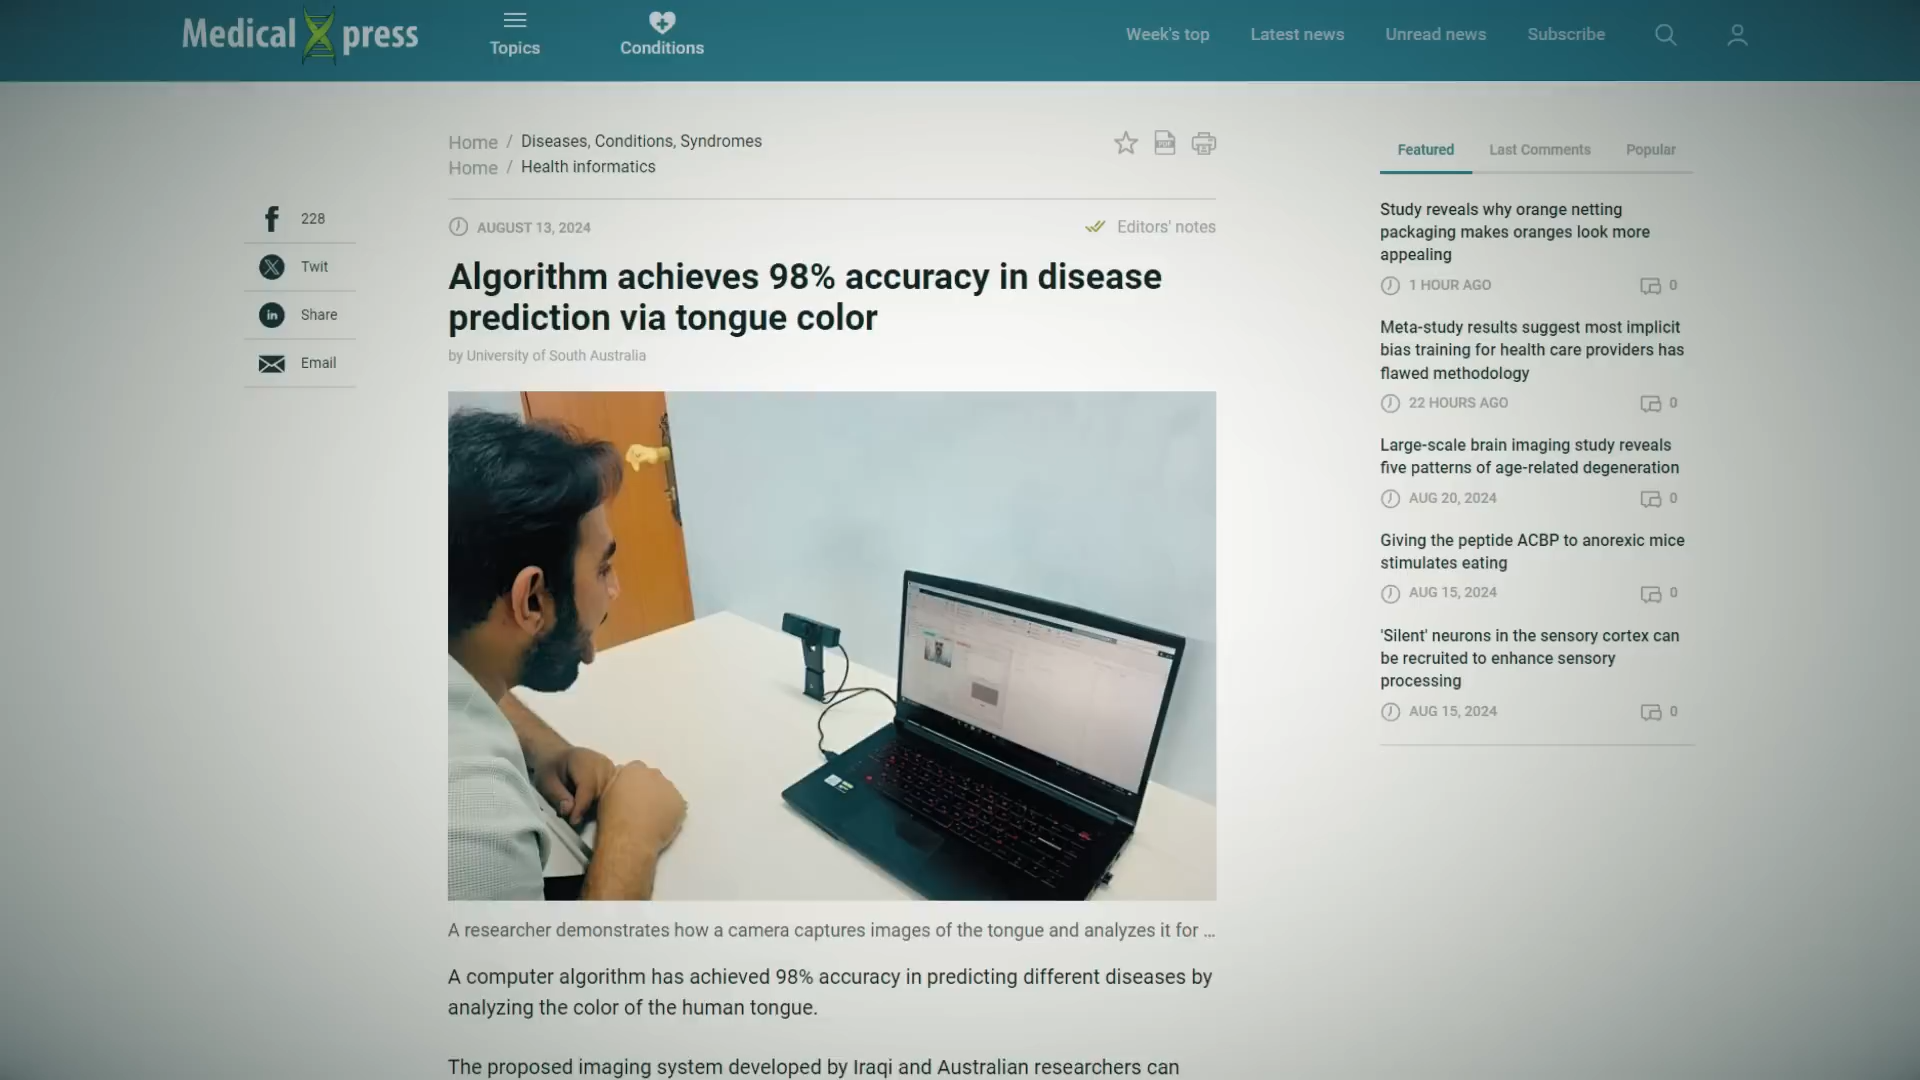 Medical Xpress
Topics
Conditions
Week's top
Latest news
Unread news
Subscribe
Home / Diseases, Conditions, Syndromes
Home / Health informatics
228
Twit
Share
Email
AUGUST 13, 2024
Editors' notes
Algorithm achieves 98% accuracy in disease
prediction via tongue color
by University of South Australia
A researcher demonstrates how a camera captures images of the tongue and analyzes it for ...
A computer algorithm has achieved 98% accuracy in predicting different diseases by
analyzing the color of the human tongue.
The proposed imaging system developed by Iraqi and Australian researchers can
Featured
Last Comments
Popular
Study reveals why orange netting
packaging makes oranges look more
appealing
1 HOUR AGO
0
Meta-study results suggest most implicit
bias training for health care providers has
flawed methodology
22 HOURS AGO
0
Large-scale brain imaging study reveals
five patterns of age-related degeneration
AUG 20, 2024
0
Giving the peptide ACBP to anorexic mice
stimulates eating
AUG 15, 2024
0
'Silent' neurons in the sensory cortex can
be recruited to enhance sensory
processing
AUG 15, 2024
0